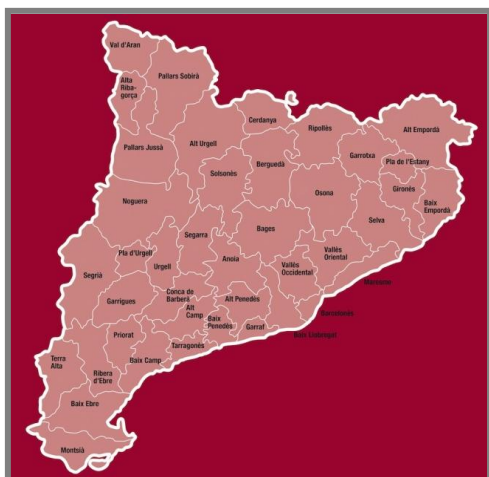 Val d'Aran
Alta
Riba-
gorça
Pallars Sobirà
Cerdanya
Ripollès
Alt Empordà
Pallars Jussà
Alt Urgell
Berguedà
Garrotxa
Pla de l'Estany
Solsonès
Gironès
Noguera
Osona
Baix
Empordà
Segarra
Bages
Selva
Pla d'Urgell
Urgell
Anoia
Vallès
Occidental
Vallès
Oriental
Segrià
Maresme
Garrigues
Conca de
Barberà
Alt
Camp
Alt Penedès
Barcelonès
Baix
Penedès
Garraf
Baix Llobregat
Priorat
Tarragonès
Terra
Alta
Baix Camp
Ribera
d'Ebre
Baix Ebre
Montsià